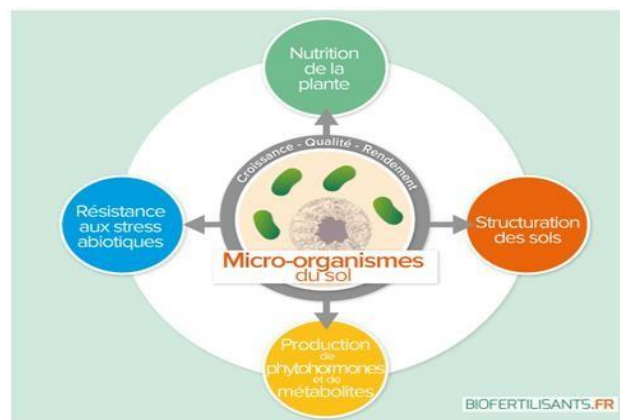 Nutrition
de la
plante
Croissance - Qualité - Rendement
Résistance
aux stress
abiotiques
Structuration
des sols
Micro-organismes
du sol
Production
de
phytohormones
et de
métabolites
BIOFERTILISANTS.FR